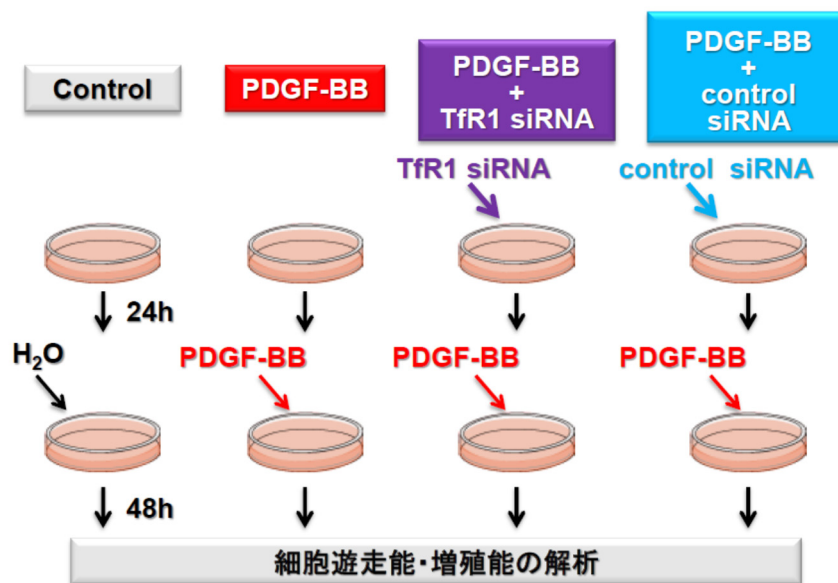 Control
PDGF-BB
PDGF-BB
+
TfR1 siRNA
PDGF-BB
+
control
siRNA
TfR1 siRNA
control siRNA
24h
H₂O
PDGF-BB
PDGF-BB
PDGF-BB
48h
細胞遊走能・増殖能の解析